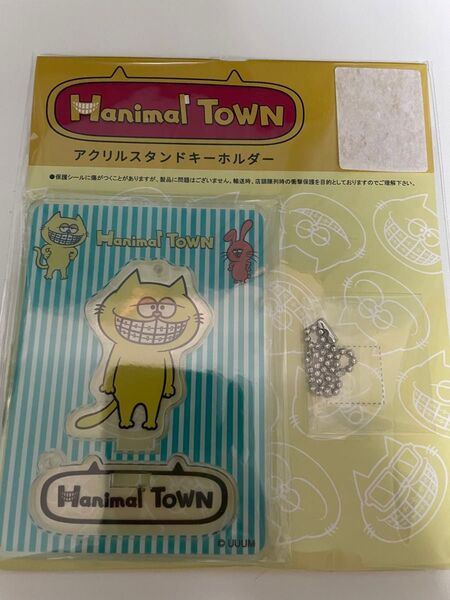 Hanimal TOWN
アクリルスタンドキーホルダー
●保護シールに傷がつくことがありますが、製品に問題はございません。輸送時、店頭陳列時の衝撃保護を目的としておりますのでご理解下さい。
Hanimal TOWN
Hanimal TOWN
© UUUM